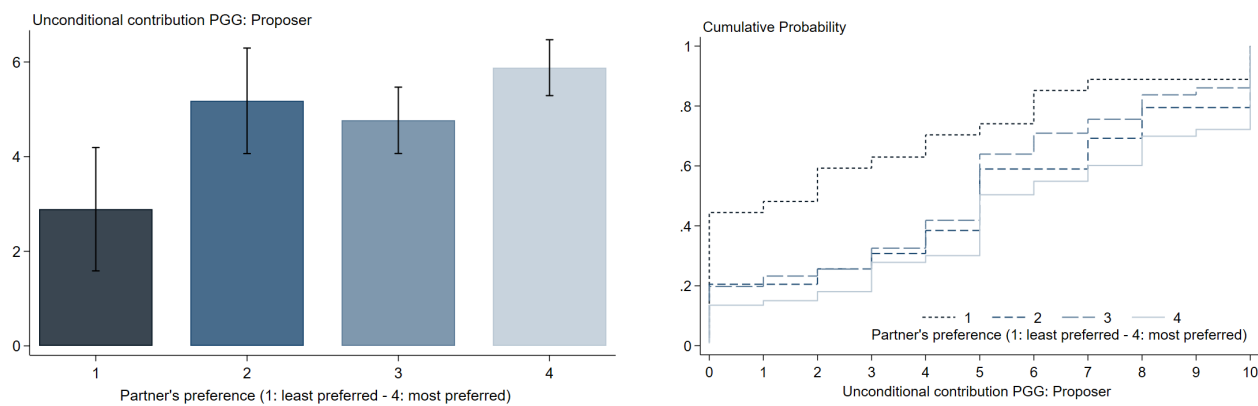 Unconditional contribution PGG: Proposer
6
4
2
0
1 2 3 4
Partner's preference (1: least preferred - 4: most preferred)
Cumulative Probability
1
.8
.6
.4
.2
0
1 2 3 4
Partner's preference (1: least preferred - 4: most preferred)
0 1 2 3 4 5 6 7 8 9 10
Unconditional contribution PGG: Proposer